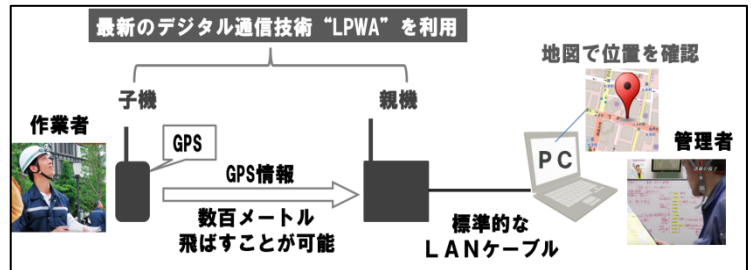 最新のデジタル通信技術“LPWA”を利用
地図で位置を確認
子機
親機
作業者
GPS
管理者
PC
GPS情報
数百メートル
飛ばすことが可能
標準的な
LANケーブル